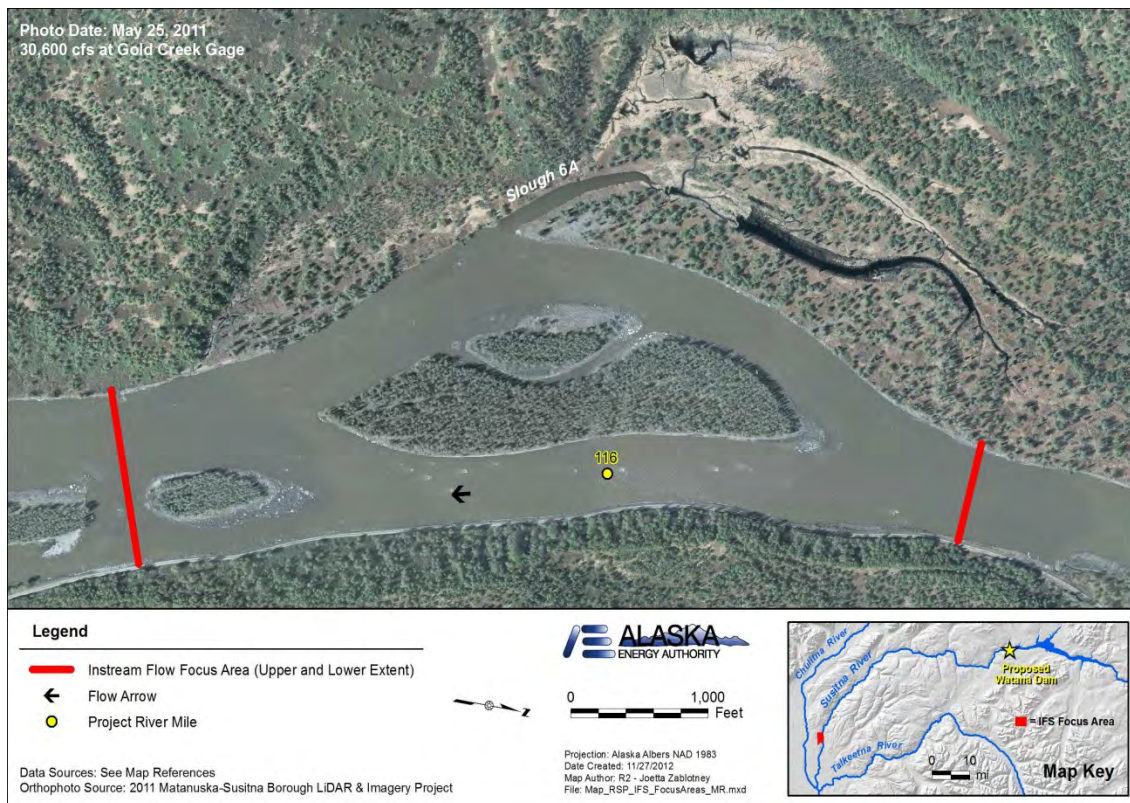 Photo Date: May 25, 2011
30,600 cfs at Gold Creek Gage
Slough 6A
116
Legend
Instream Flow Focus Area (Upper and Lower Extent)
Flow Arrow
Project River Mile
Data Sources: See Map References
Orthophoto Source: 2011 Matanuska-Susitna Borough LiDAR & Imagery Project
N
ALASKA
ENERGY AUTHORITY
0 1,000
Feet
Projection: Alaska Albers NAD 1983
Date Created: 11/27/2012
Map Author: R2 - Joetta Zablotney
File: Map_RSP_IFS_FocusAreas_MR.mxd
Chulitna River
Susitna River
Proposed
Watana Dam
= IFS Focus Area
Talkeetna River
0 10
mi
Map Key